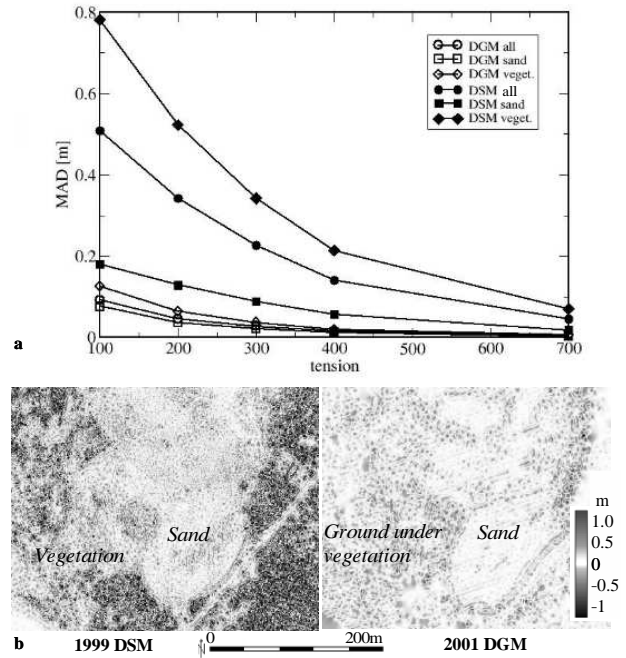 0.8
0.6
0.4
0.2
0
MAD [m]
DGM all
DGM sand
DGM veget.
DSM all
DSM sand
DSM veget.
100
200
300
400
500
600
700
tension
a
Vegetation
Sand
Ground under
vegetation
Sand
m
1.0
0.5
0
-0.5
-1
b
1999 DSM
N
0
200m
2001 DGM